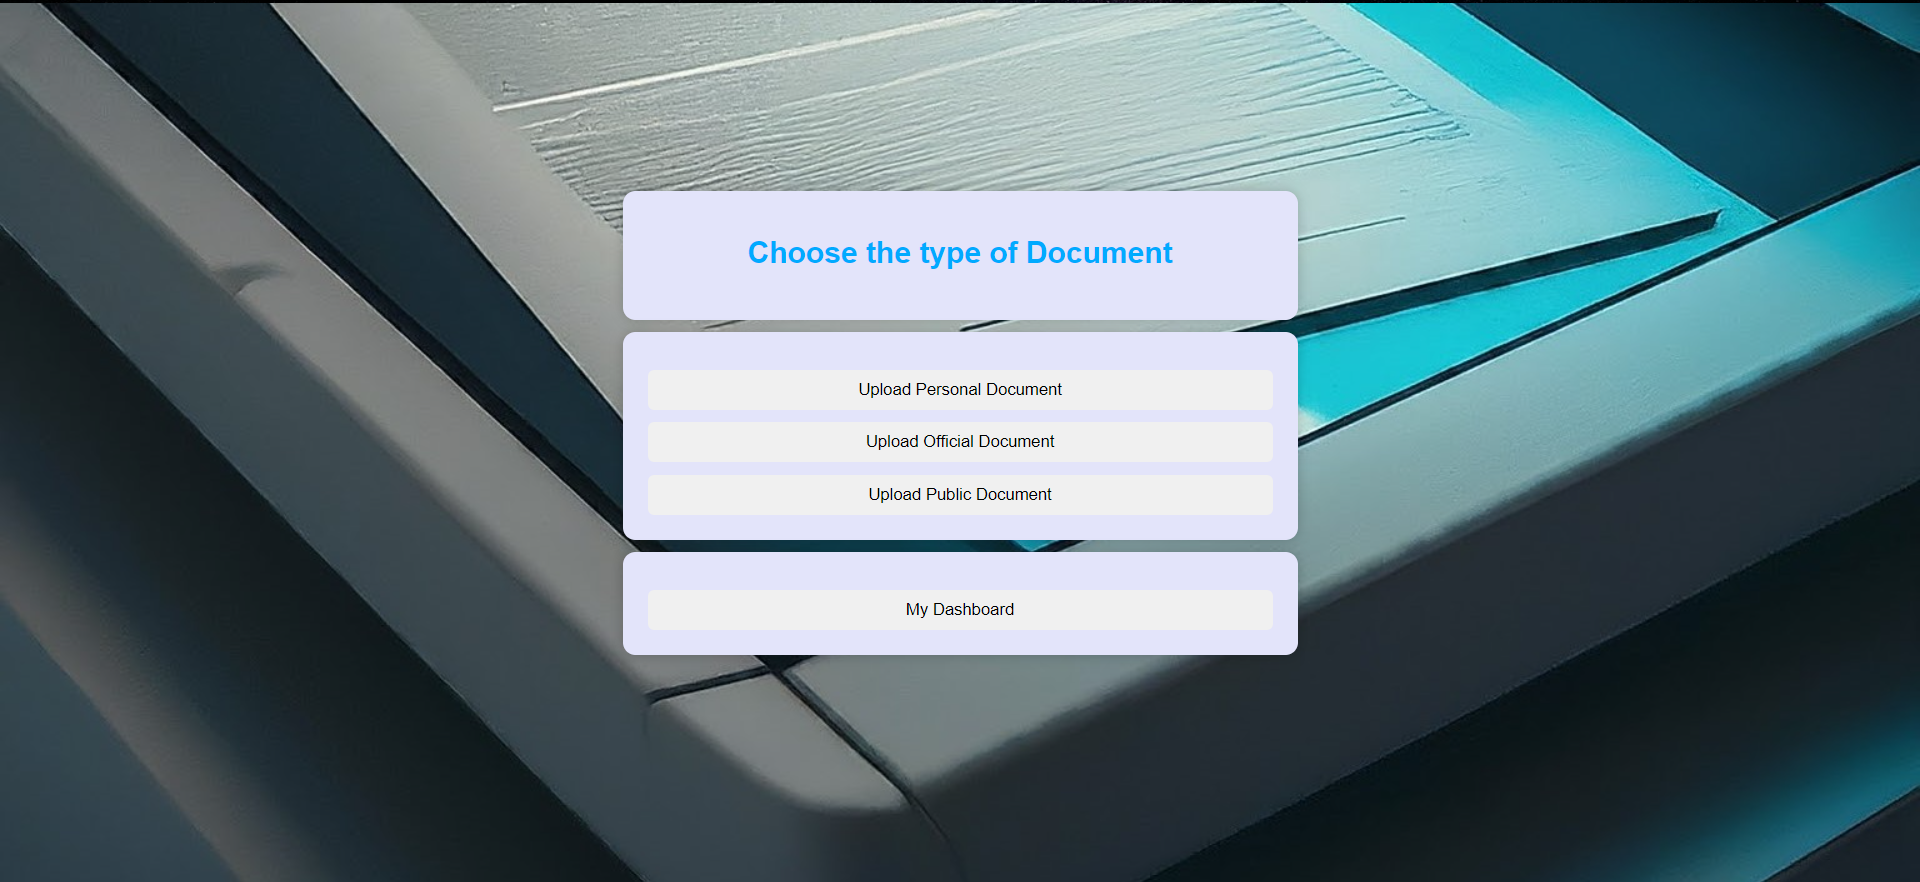 Choose the type of Document
Upload Personal Document
Upload Official Document
Upload Public Document
My Dashboard